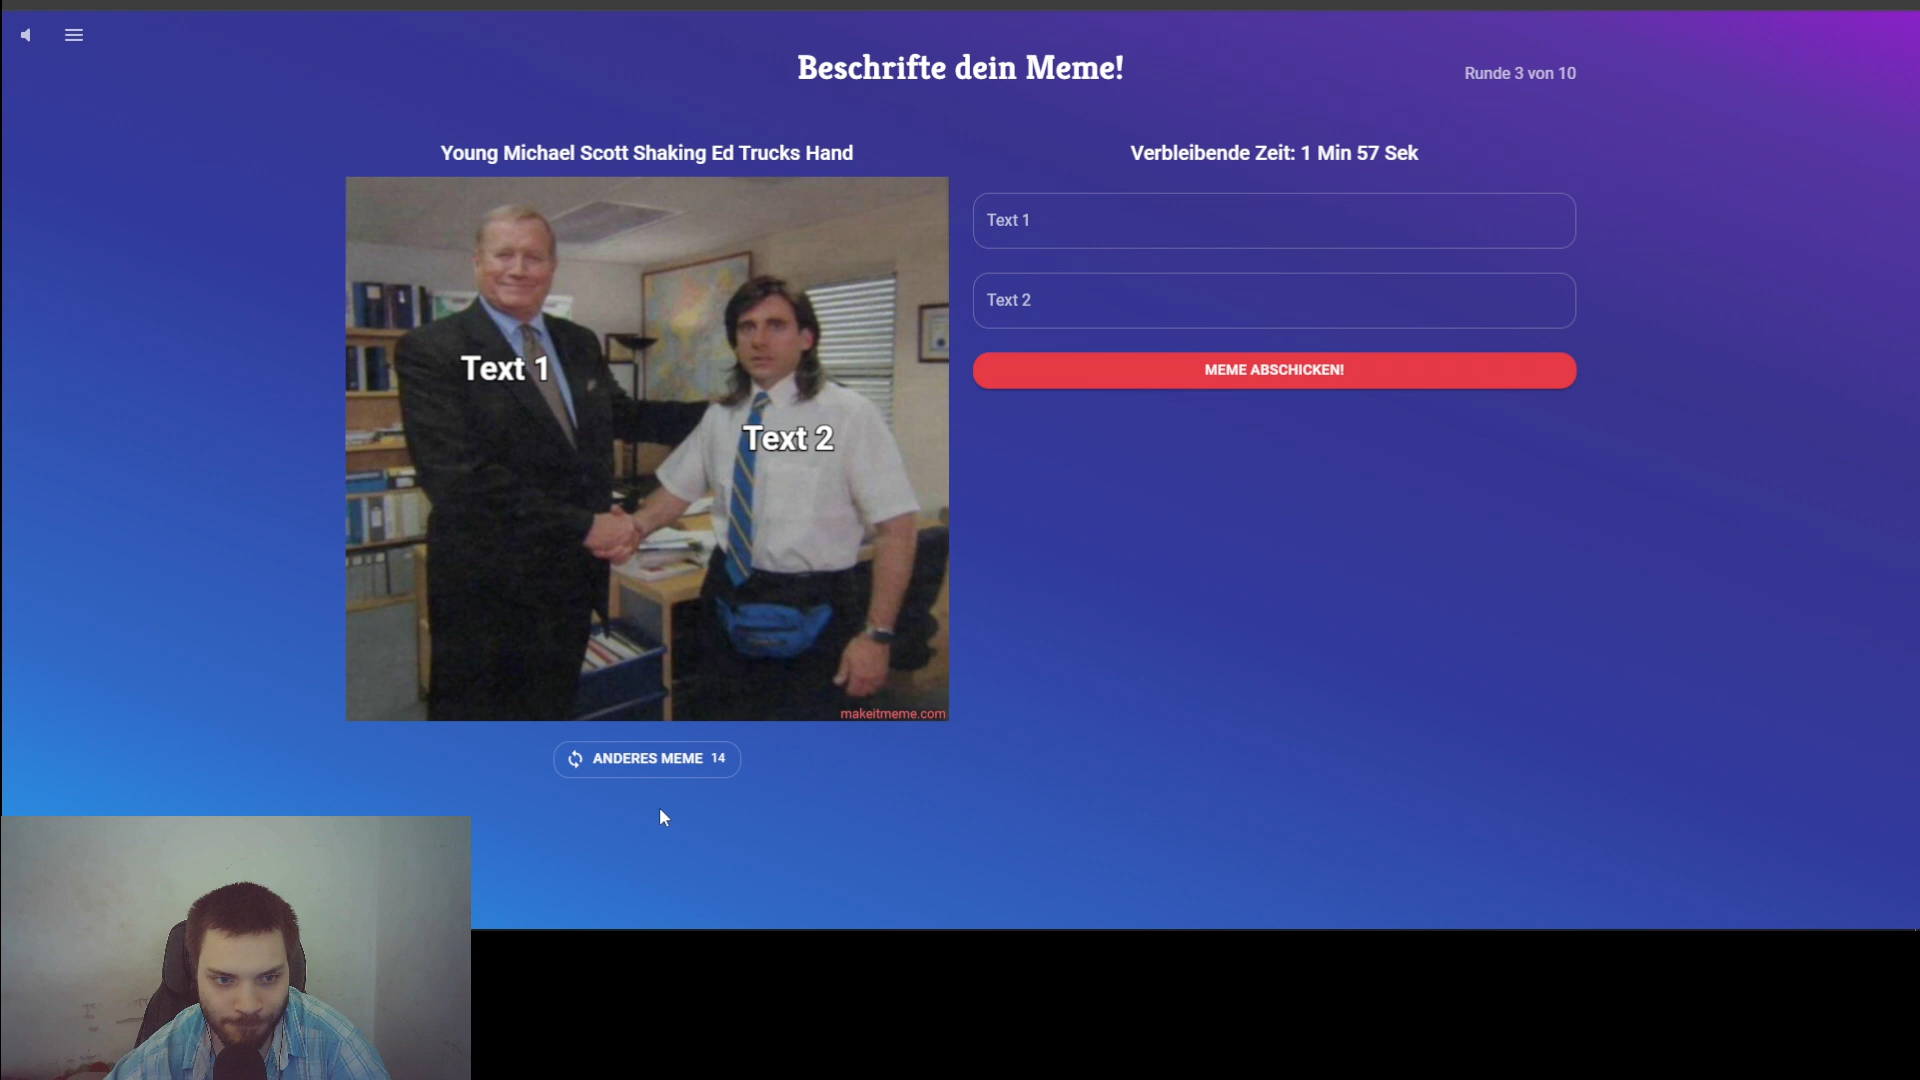 Beschrifte dein Meme!
Runde 3 von 10
Young Michael Scott Shaking Ed Trucks Hand
Verbleibende Zeit: 1 Min 57 Sek
Text 1
Text 2
MEME ABSCHICKEN!
Text 1
Text 2
makeitmeme.com
ANDERES MEME 14